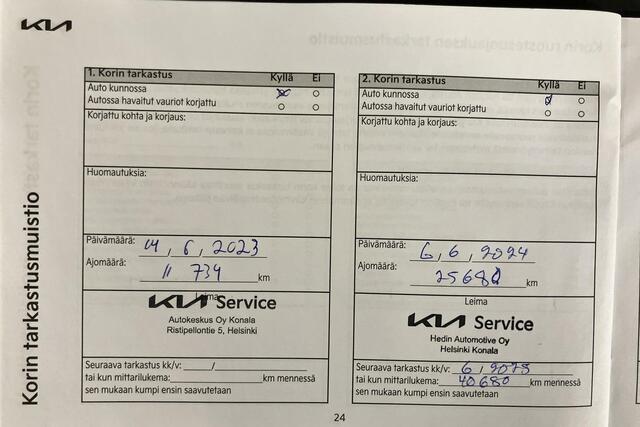 KIA
Korin tarkastusmuistio
1. Korin tarkastus Kyllä Ei
Auto kunnossa
Autossa havaitut vauriot korjattu
Korjattu kohta ja korjaus:
Huomautuksia:
Päivämäärä: 14, 6, 2023
Ajomäärä: 11 734 km
Leima
KIA Service
Autokeskus Oy Konala
Ristipellontie 5, Helsinki
Seuraava tarkastus kk/v: /
tai kun mittarilukema: km mennessä
sen mukaan kumpi ensin saavutetaan
2. Korin tarkastus Kyllä Ei
Auto kunnossa
Autossa havaitut vauriot korjattu
Korjattu kohta ja korjaus:
Huomautuksia:
Päivämäärä: 6, 6, 2024
Ajomäärä: km
Leima
KIA Service
Hedin Automotive Oy
Helsinki Konala
Seuraava tarkastus kk/v: 6, 2025
tai kun mittarilukema: 40680 km mennessä
sen mukaan kumpi ensin saavutetaan
24